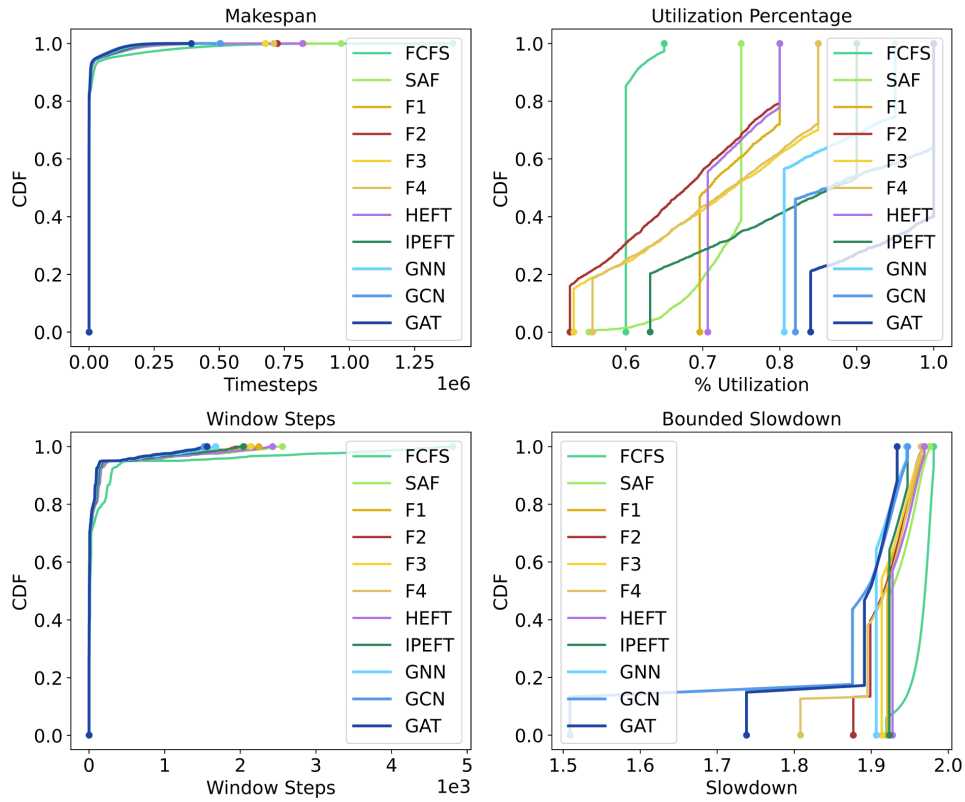 Makespan
CDF
1.0
0.8
0.6
0.4
0.2
0.0
FCFS
SAF
F1
F2
F3
F4
HEFT
IPEFT
GNN
GCN
GAT
0.00 0.25 0.50 0.75 1.00 1.25
Timesteps
1e6
Utilization Percentage
CDF
1.0
0.8
0.6
0.4
0.2
0.0
FCFS
SAF
F1
F2
F3
F4
HEFT
IPEFT
GNN
GCN
GAT
0.6 0.7 0.8 0.9 1.0
% Utilization
Window Steps
CDF
1.0
0.8
0.6
0.4
0.2
0.0
FCFS
SAF
F1
F2
F3
F4
HEFT
IPEFT
GNN
GCN
GAT
0 1 2 3 4 5
Window Steps
1e3
Bounded Slowdown
CDF
1.0
0.8
0.6
0.4
0.2
0.0
FCFS
SAF
F1
F2
F3
F4
HEFT
IPEFT
GNN
GCN
GAT
1.5 1.6 1.7 1.8 1.9 2.0
Slowdown